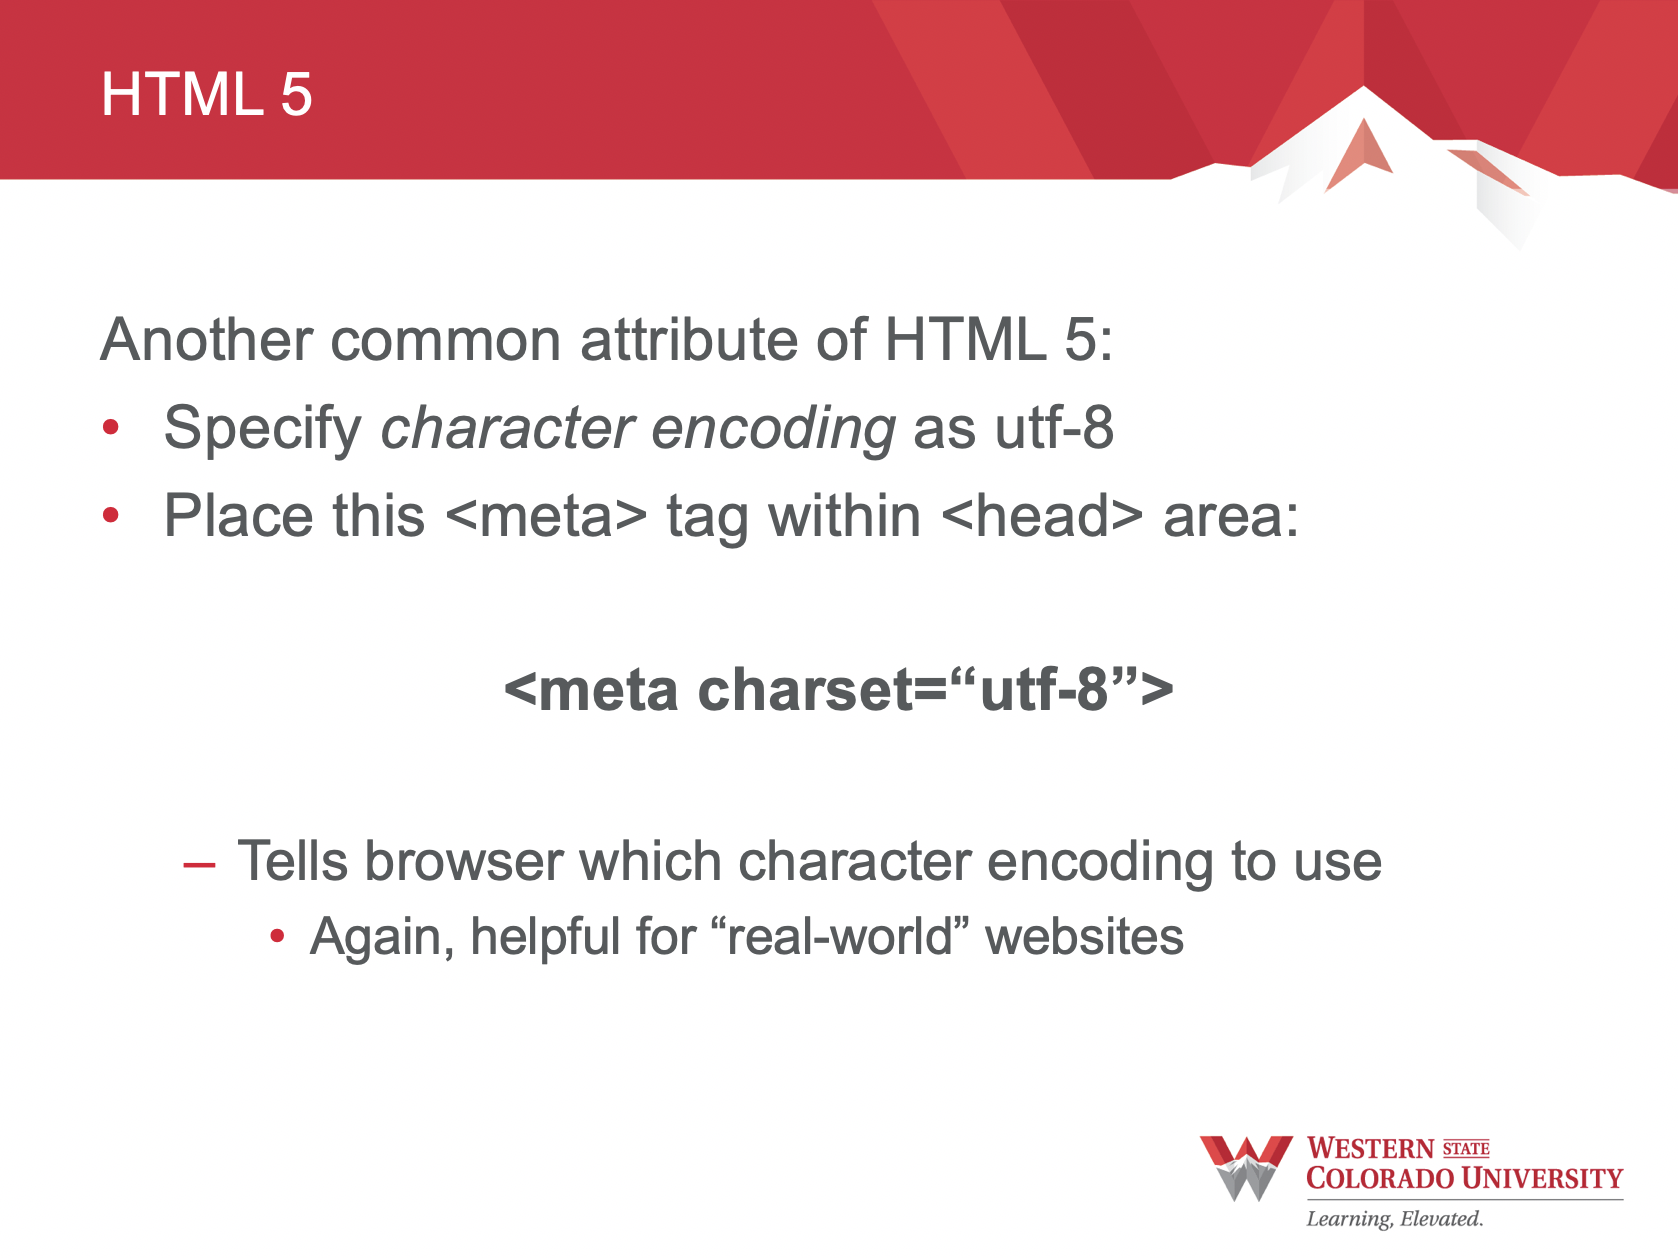 HTML 5
Another common attribute of HTML 5:
• Specify character encoding as utf-8
• Place this <meta> tag within <head> area:
<meta charset=“utf-8”>
– Tells browser which character encoding to use
• Again, helpful for “real-world” websites
WESTERN STATE
COLORADO UNIVERSITY
Learning, Elevated.